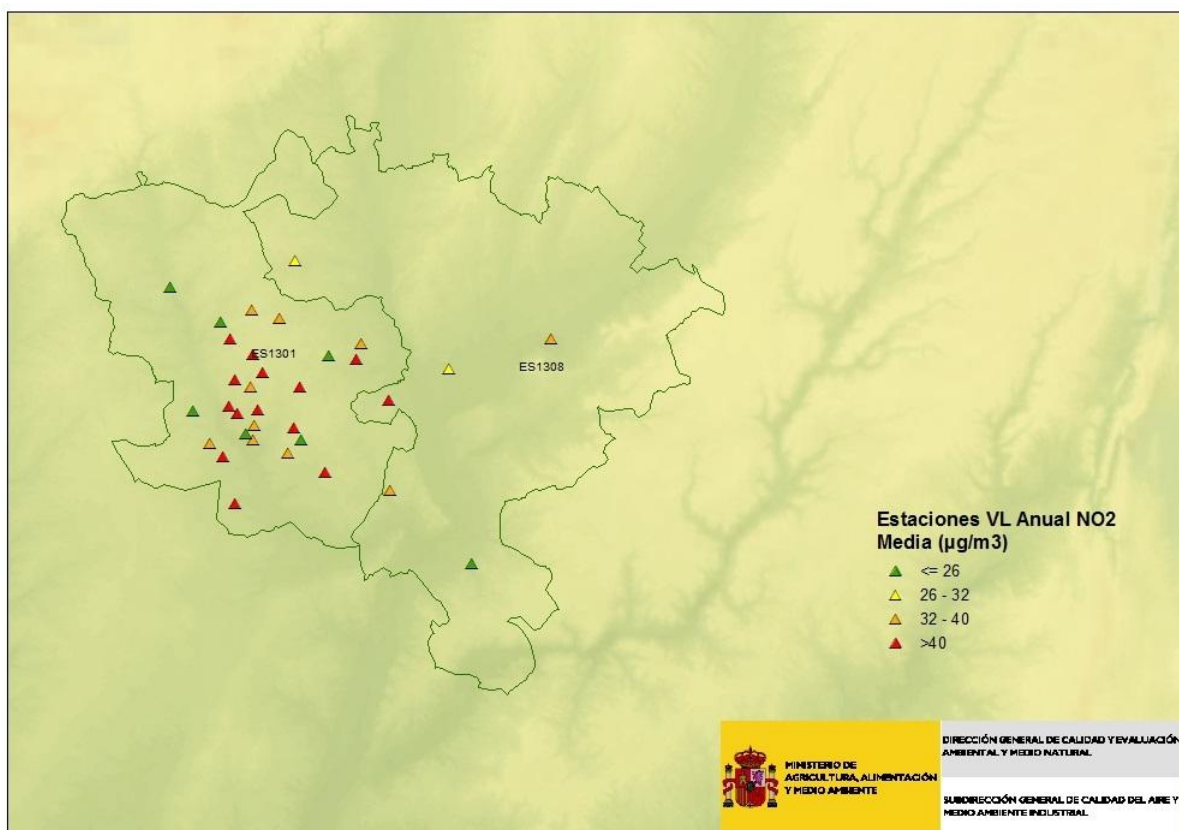 ES1301
ES1308
Estaciones VL Anual NO2
Media (µg/m3)
<= 26
26 - 32
32 - 40
>40
MINISTERIO DE
AGRICULTURA, ALIMENTACIÓN
Y MEDIO AMBIENTE
DIRECCIÓN GENERAL DE CALIDAD Y EVALUACIÓN
AMBIENTAL Y MEDIO NATURAL
SUBDIRECCIÓN GENERAL DE CALIDAD DEL AIRE Y
MEDIO AMBIENTE INDUSTRIAL